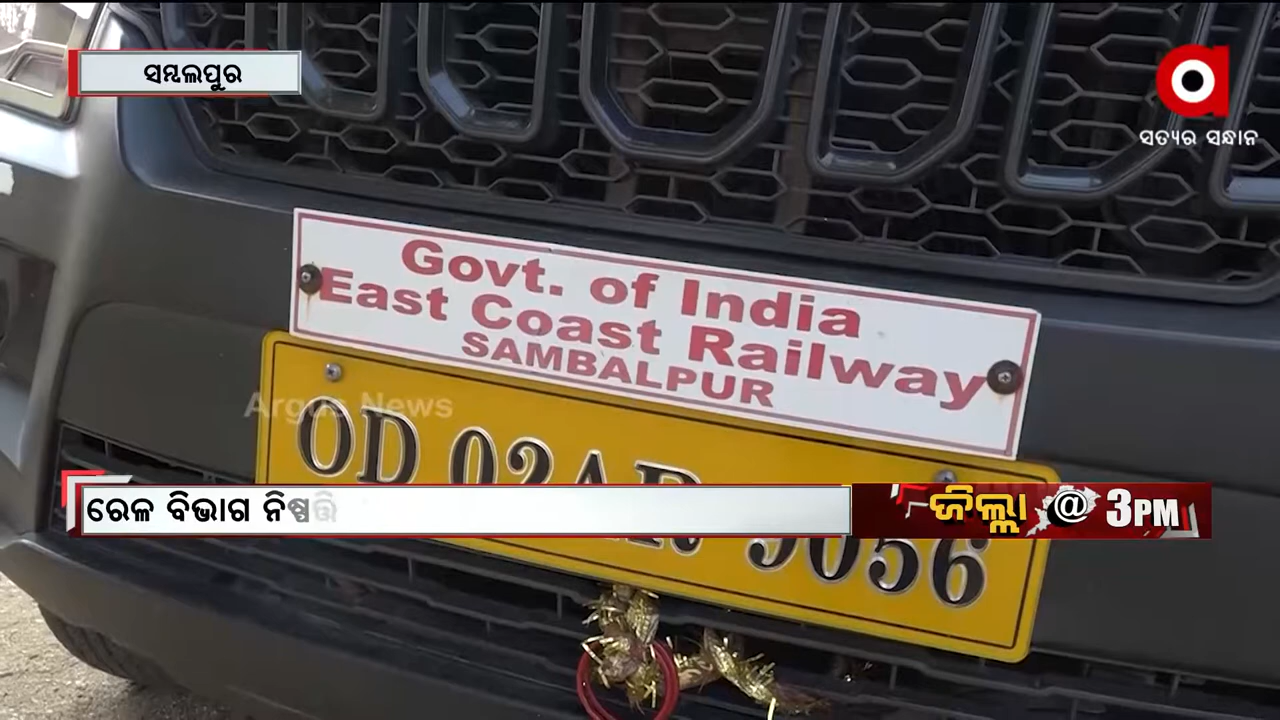 ସମ୍ବଲପୁର
ସତ୍ୟର ସନ୍ଧାନ
Govt. of India
East Coast Railway
SAMBALPUR
Argus News
OD 02AR 5056
ରେଳ ବିଭାଗ ନିଷ୍ପତ୍ତି
ଜିଲ୍ଲା @ 3PM